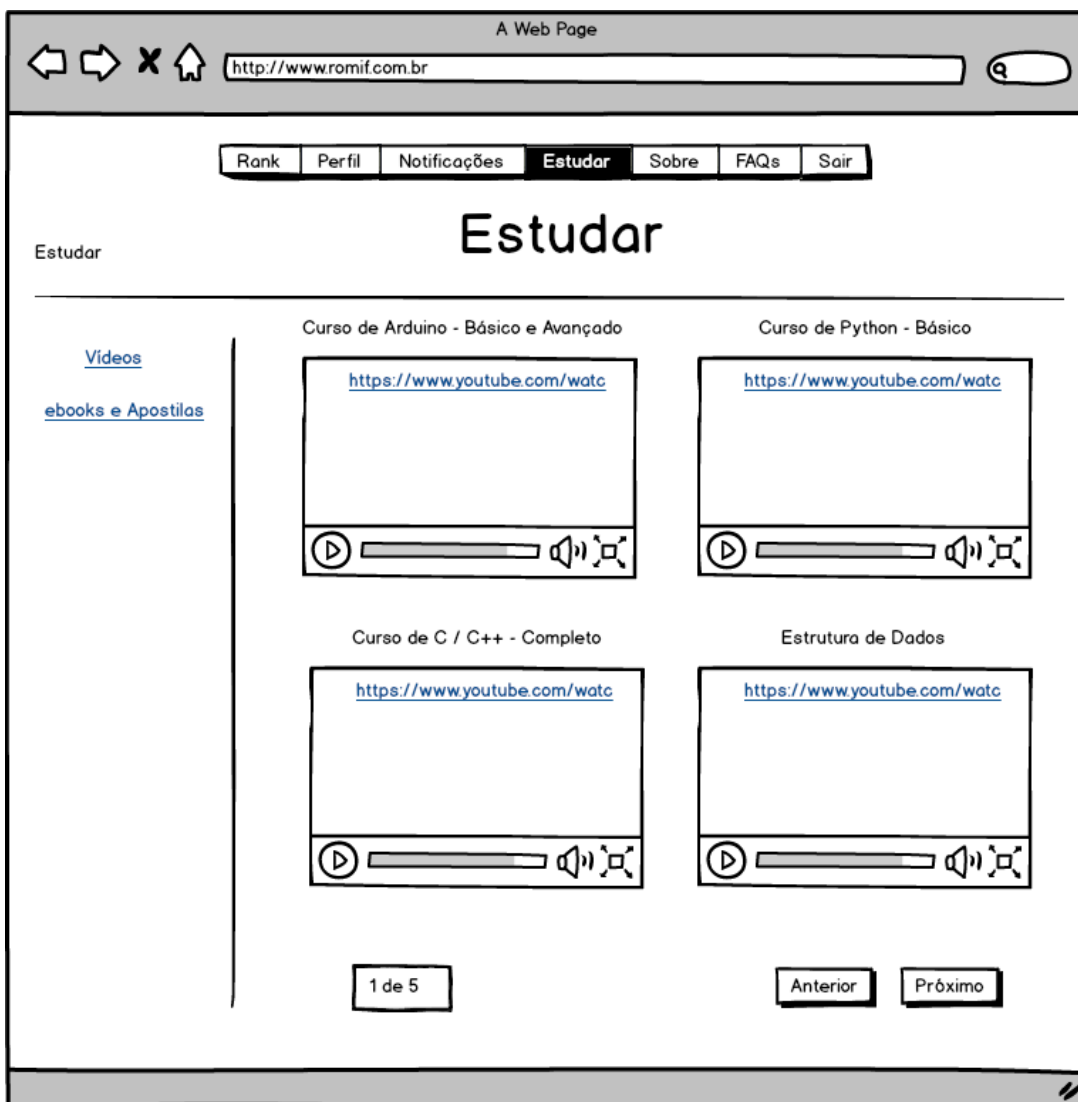 A Web Page
http://www.romif.com.br
Rank Perfil Notificações Estudar Sobre FAQs Sair
Estudar
Estudar
Vídeos
ebooks e Apostilas
Curso de Arduino - Básico e Avançado
https://www.youtube.com/watc
Curso de Python - Básico
https://www.youtube.com/watc
Curso de C / C++ - Completo
https://www.youtube.com/watc
Estrutura de Dados
https://www.youtube.com/watc
1 de 5
Anterior Próximo